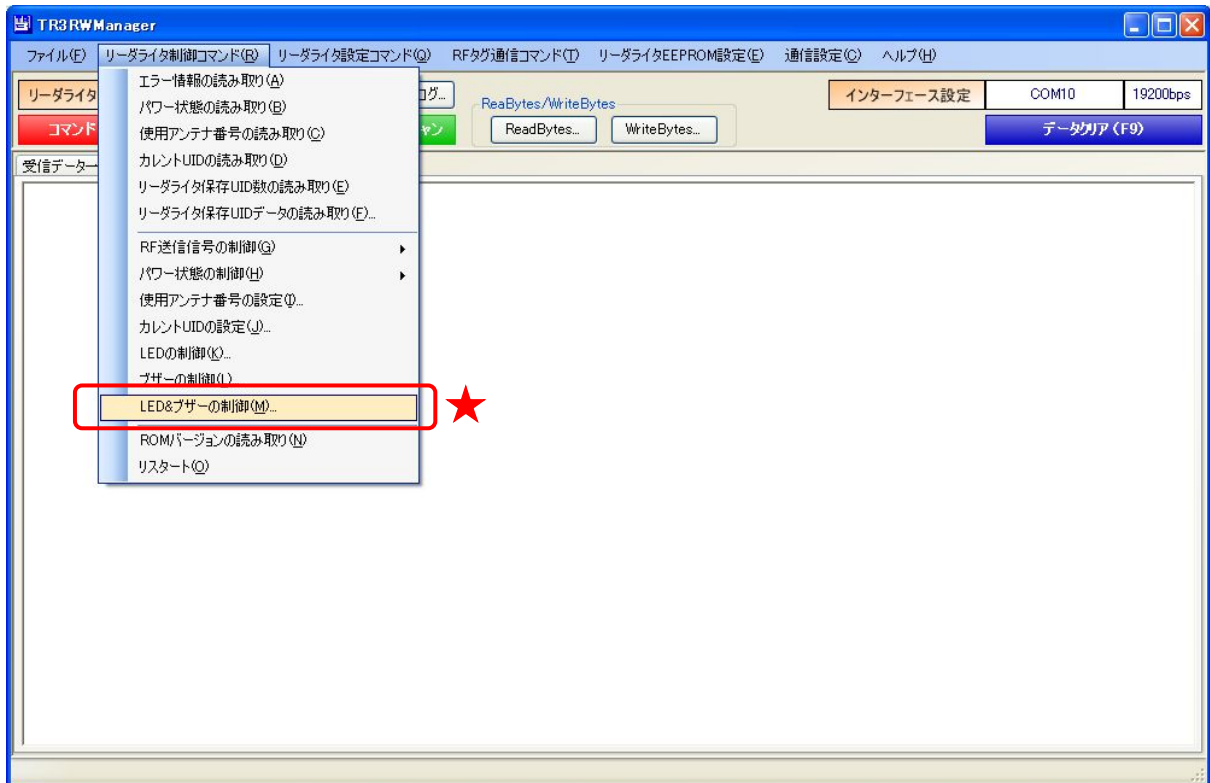 TR3RWManager
ファイル(F) リーダライタ制御コマンド(R) リーダライタ設定コマンド(Q) RFタグ通信コマンド(T) リーダライタEEPROM設定(E) 通信設定(C) ヘルプ(H)
リーダライタ
ログ...
ReaBytes/WriteBytes
インターフェース設定 COM10 19200bps
コマンド
ャン
ReadBytes... WriteBytes...
データクリア(F9)
受信データ
エラー情報の読み取り(A)
パワー状態の読み取り(B)
使用アンテナ番号の読み取り(C)
カレントUIDの読み取り(D)
リーダライタ保存UID数の読み取り(E)
リーダライタ保存UIDデータの読み取り(F)...
RF送信信号の制御(G)
パワー状態の制御(H)
使用アンテナ番号の設定(I)...
カレントUIDの設定(J)...
LEDの制御(K)...
ブザーの制御(L)
LED&ブザーの制御(M)...
ROMバージョンの読み取り(N)
リスタート(O)